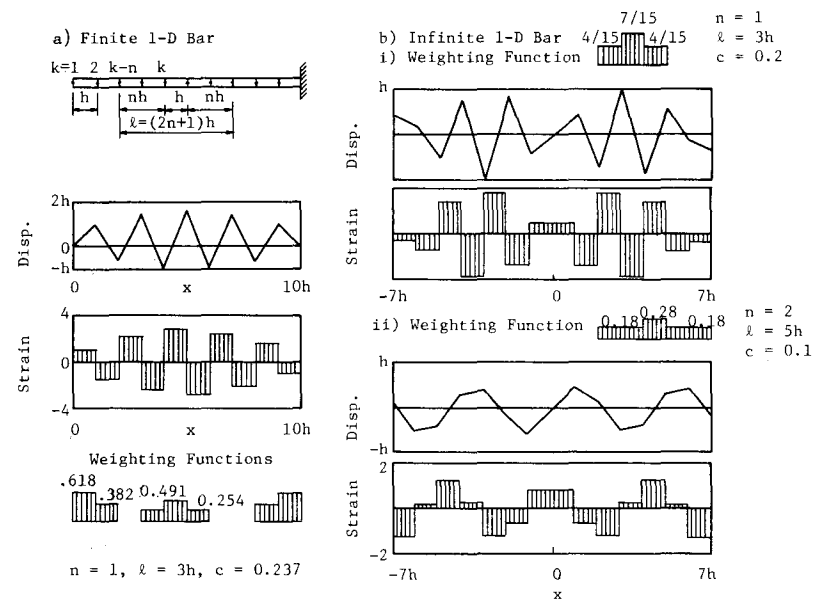 a) Finite 1-D Bar
k=1 2 k-n k
h nh h nh
ℓ=(2n+1)h
2h
Disp.
0
-h
0 x 10h
4
Strain
0
-4
0 x 10h
Weighting Functions
.618
.382 0.491
0.254
n = 1, ℓ = 3h, c = 0.237
b) Infinite 1-D Bar
i) Weighting Function
7/15
4/15 4/15
n = 1
ℓ = 3h
c = 0.2
h
Disp.
Strain
-7h 0 7h
ii) Weighting Function
0.28
0.18 0.18
n = 2
ℓ = 5h
c = 0.1
h
Disp.
-h
2
Strain
-2
-7h 0 7h
x